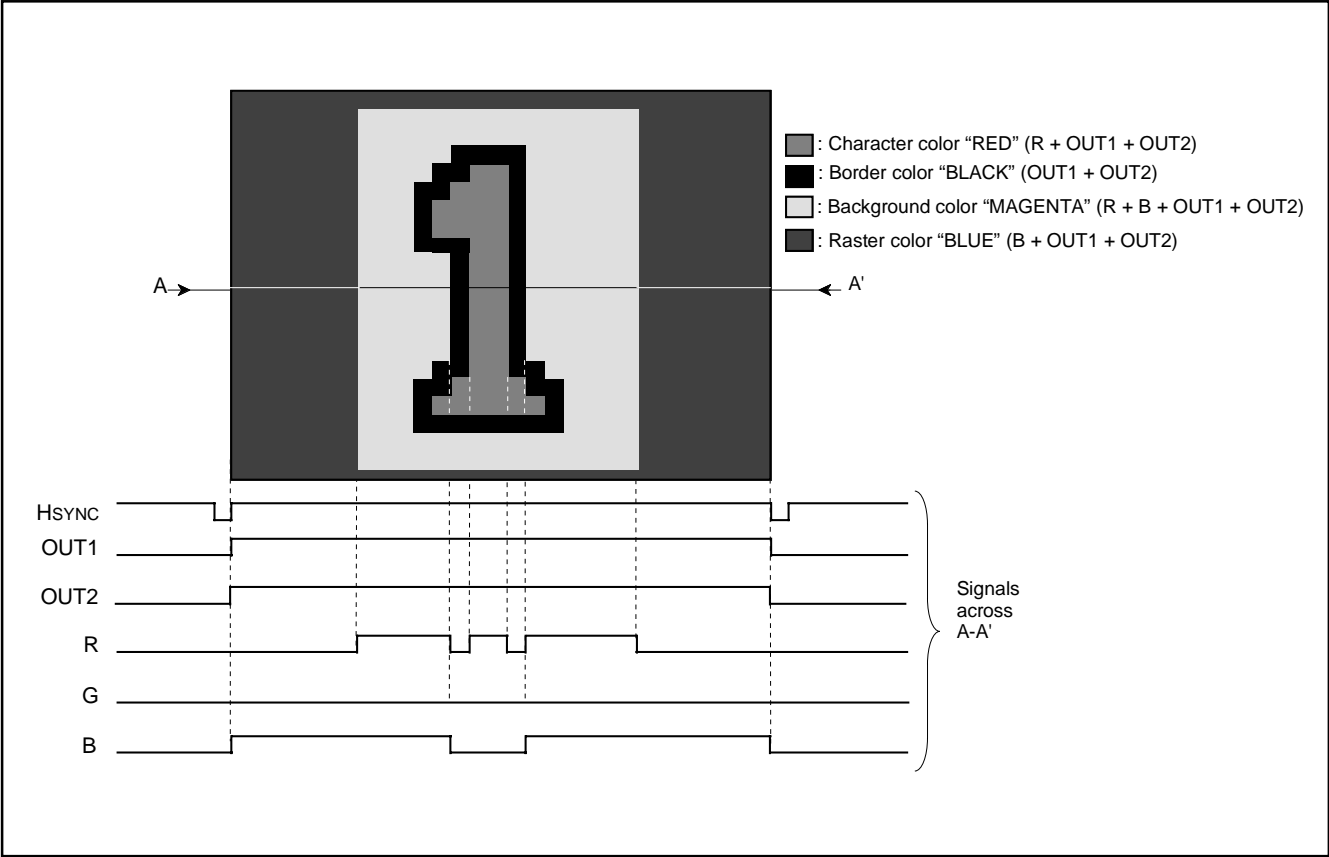 : Character color “RED” (R + OUT1 + OUT2)
: Border color “BLACK” (OUT1 + OUT2)
: Background color “MAGENTA” (R + B + OUT1 + OUT2)
: Raster color “BLUE” (B + OUT1 + OUT2)
A
A'
HSYNC
OUT1
OUT2
R
G
B
Signals
across
A-A'